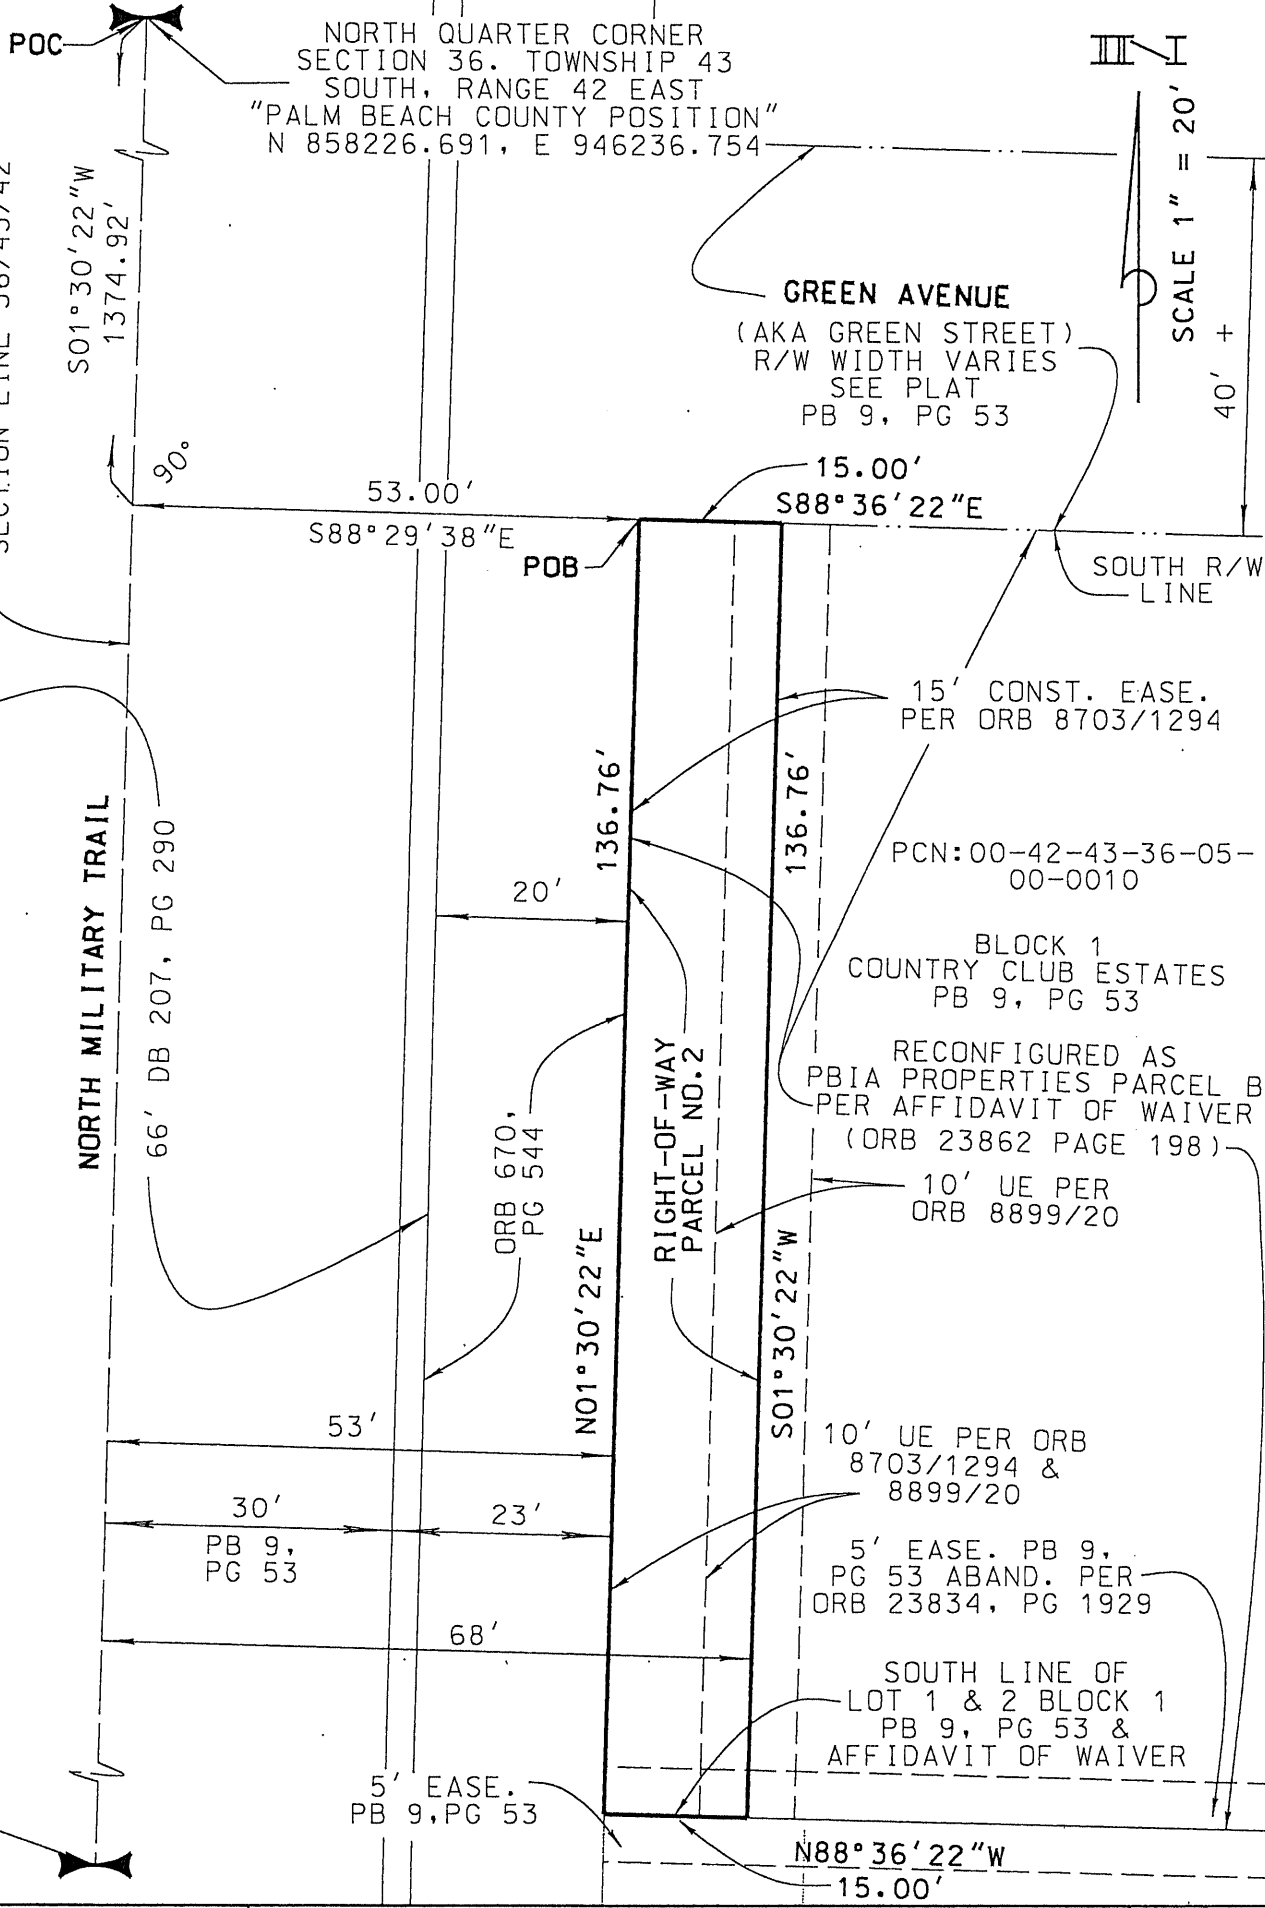 POC
NORTH QUARTER CORNER
SECTION 36. TOWNSHIP 43
SOUTH, RANGE 42 EAST
"PALM BEACH COUNTY POSITION"
N 858226.691, E 946236.754
SCALE 1" = 20'
S01°30'22"W
1374.92'
GREEN AVENUE
(AKA GREEN STREET)
R/W WIDTH VARIES
SEE PLAT
PB 9, PG 53
40' +
90°
53.00'
S88°29'38"E
15.00'
S88°36'22"E
POB
SOUTH R/W
LINE
15' CONST. EASE.
PER ORB 8703/1294
136.76'
136.76'
NORTH MILITARY TRAIL
66' DB 207, PG 290
20'
PCN:00-42-43-36-05-
00-0010
BLOCK 1
COUNTRY CLUB ESTATES
PB 9, PG 53
RECONFIGURED AS
PBIA PROPERTIES PARCEL B
PER AFFIDAVIT OF WAIVER
(ORB 23862 PAGE 198)
ORB 670,
PG 544
RIGHT-OF-WAY
PARCEL NO.2
10' UE PER
ORB 8899/20
N01°30'22"E
S01°30'22"W
53'
10' UE PER ORB
8703/1294 &
8899/20
30'
PB 9,
PG 53
23'
5' EASE. PB 9,
PG 53 ABAND. PER
ORB 23834, PG 1929
68'
SOUTH LINE OF
LOT 1 & 2 BLOCK 1
PB 9, PG 53 &
AFFIDAVIT OF WAIVER
5' EASE.
PB 9,PG 53
N88°36'22"W
15.00'